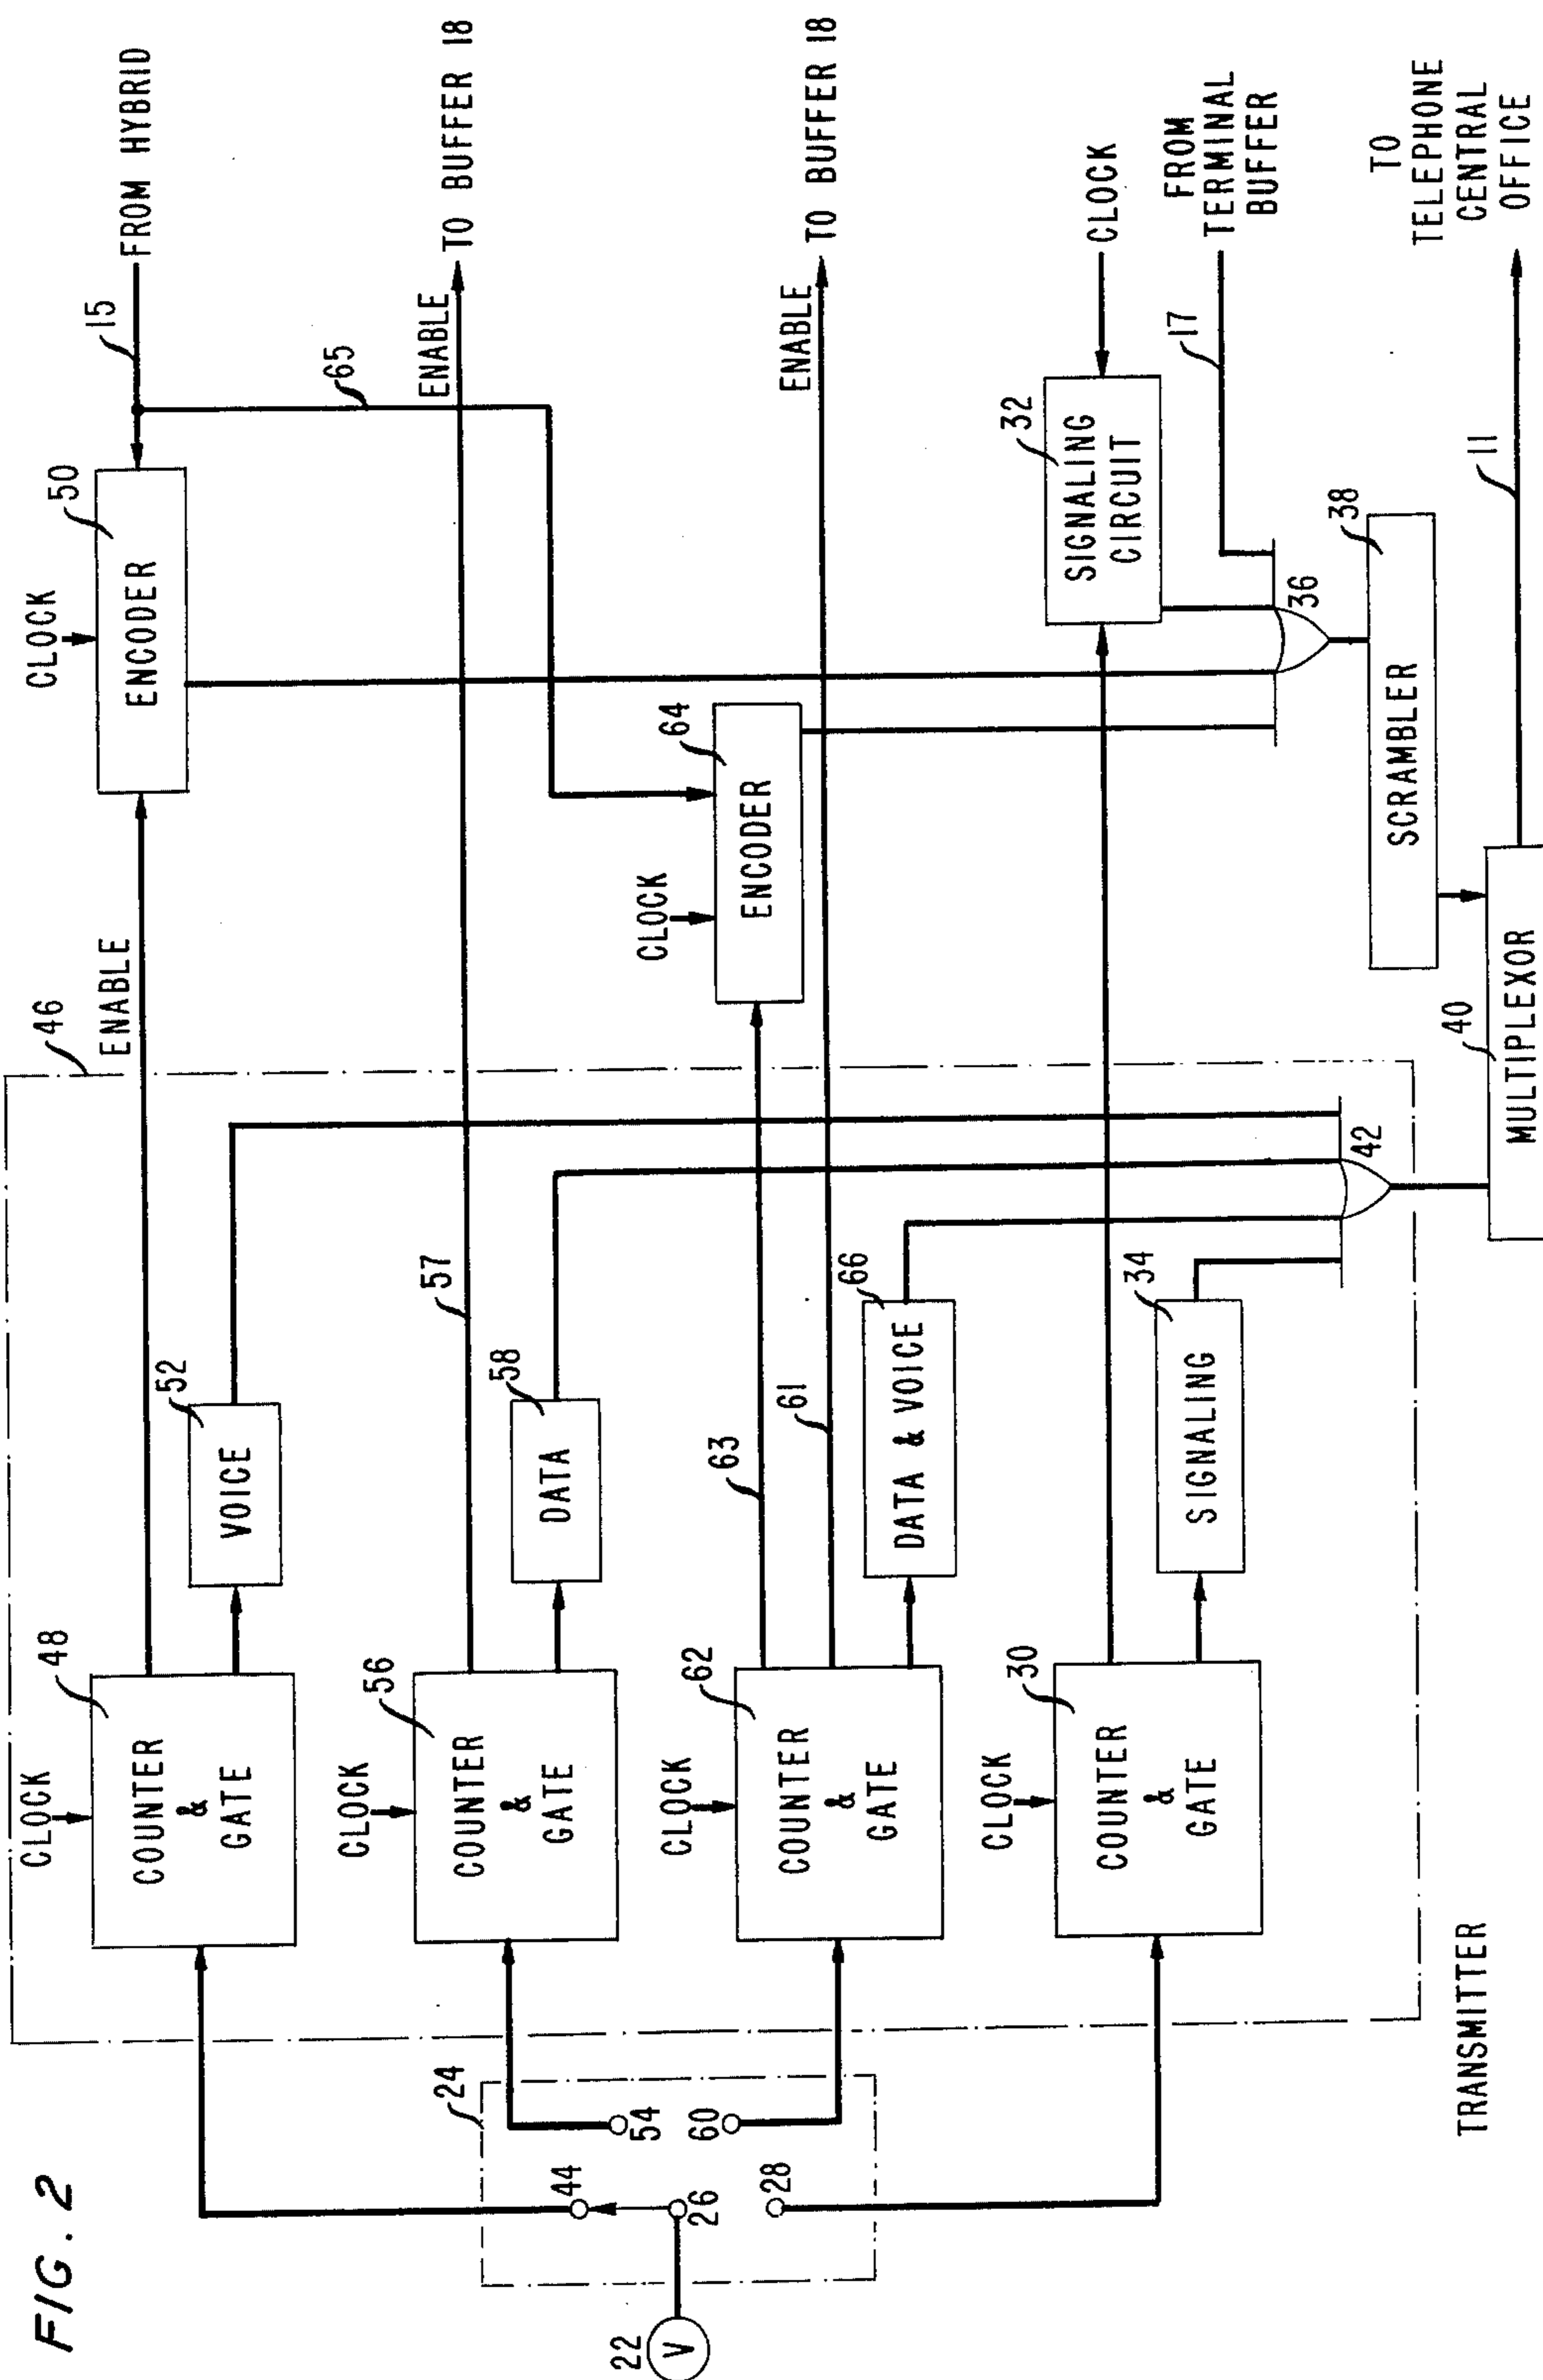 FIG. 2
CLOCK
50
ENCODER
15
FROM HYBRID
65
46
ENABLE
CLOCK
48
COUNTER
&
GATE
52
VOICE
57
ENABLE
TO BUFFER 18
CLOCK
56
COUNTER
&
GATE
58
DATA
CLOCK
64
ENCODER
63
61
ENABLE
TO BUFFER 18
CLOCK
62
COUNTER
&
GATE
66
DATA & VOICE
CLOCK
30
COUNTER
&
GATE
34
SIGNALING
32
SIGNALING
CIRCUIT
CLOCK
17
FROM
TERMINAL
BUFFER
36
38
SCRAMBLER
42
40
MULTIPLEXOR
11
TO
TELEPHONE
CENTRAL
OFFICE
24
44
54
26
60
28
22
V
TRANSMITTER